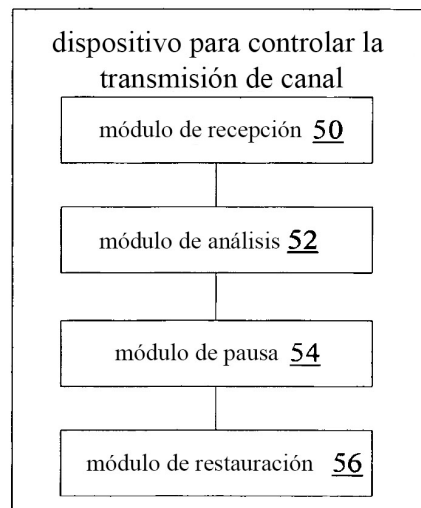 dispositivo para controlar la
transmisión de canal
módulo de recepción 50
módulo de análisis 52
módulo de pausa 54
módulo de restauración 56